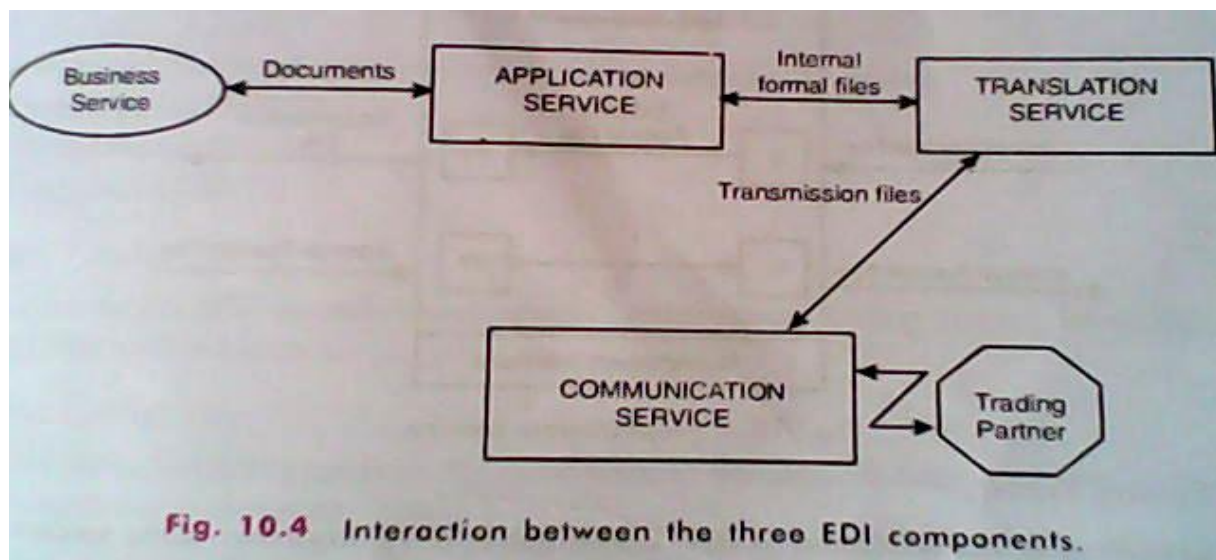 Business
Service
Documents
APPLICATION
SERVICE
Internal
formal files
TRANSLATION
SERVICE
Transmission files
COMMUNICATION
SERVICE
Trading
Partner
Fig. 10.4 Interaction between the three EDI components.